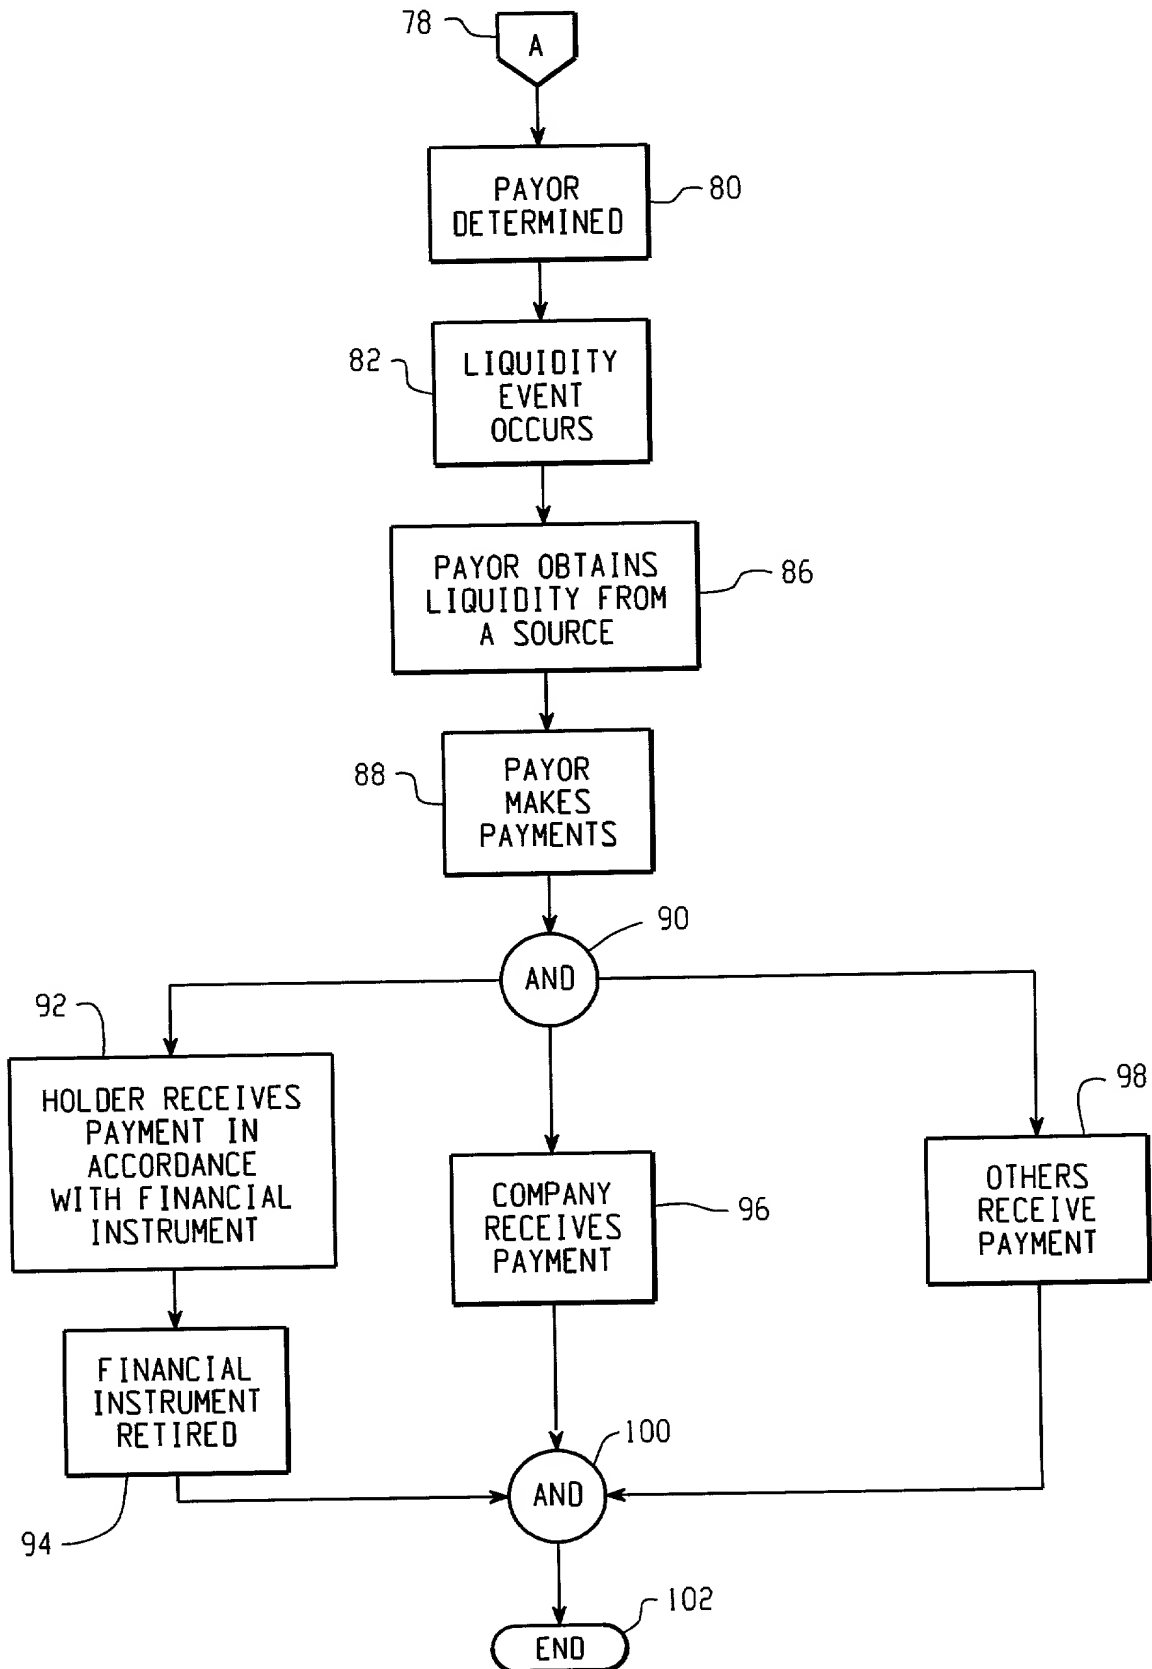 78
A
PAYOR
DETERMINED
80
82
LIQUIDITY
EVENT
OCCURS
PAYOR OBTAINS
LIQUIDITY FROM
A SOURCE
86
88
PAYOR
MAKES
PAYMENTS
90
AND
92
HOLDER RECEIVES
PAYMENT IN
ACCORDANCE
WITH FINANCIAL
INSTRUMENT
COMPANY
RECEIVES
PAYMENT
96
98
OTHERS
RECEIVE
PAYMENT
FINANCIAL
INSTRUMENT
RETIRED
94
100
AND
102
END